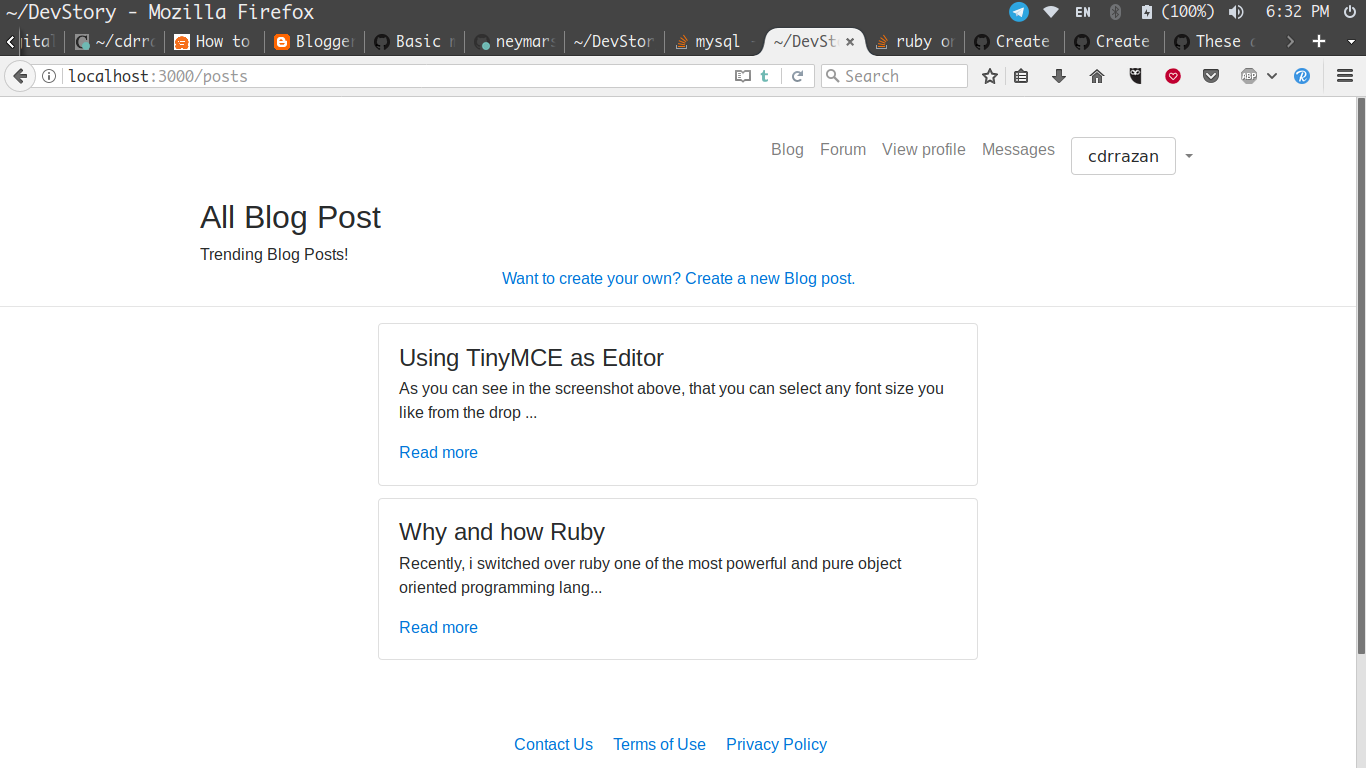 ~/DevStory - Mozilla Firefox
EN (100%) 6:32 PM
ital ~/cdrra How to Blogger Basic neymars ~/DevStor mysql ~/DevSt ruby on Create Create These
localhost:3000/posts
t Search ABP
Blog Forum View profile Messages cdrrazan
All Blog Post
Trending Blog Posts!
Want to create your own? Create a new Blog post.
Using TinyMCE as Editor
As you can see in the screenshot above, that you can select any font size you
like from the drop ...
Read more
Why and how Ruby
Recently, i switched over ruby one of the most powerful and pure object
oriented programming lang...
Read more
Contact Us Terms of Use Privacy Policy